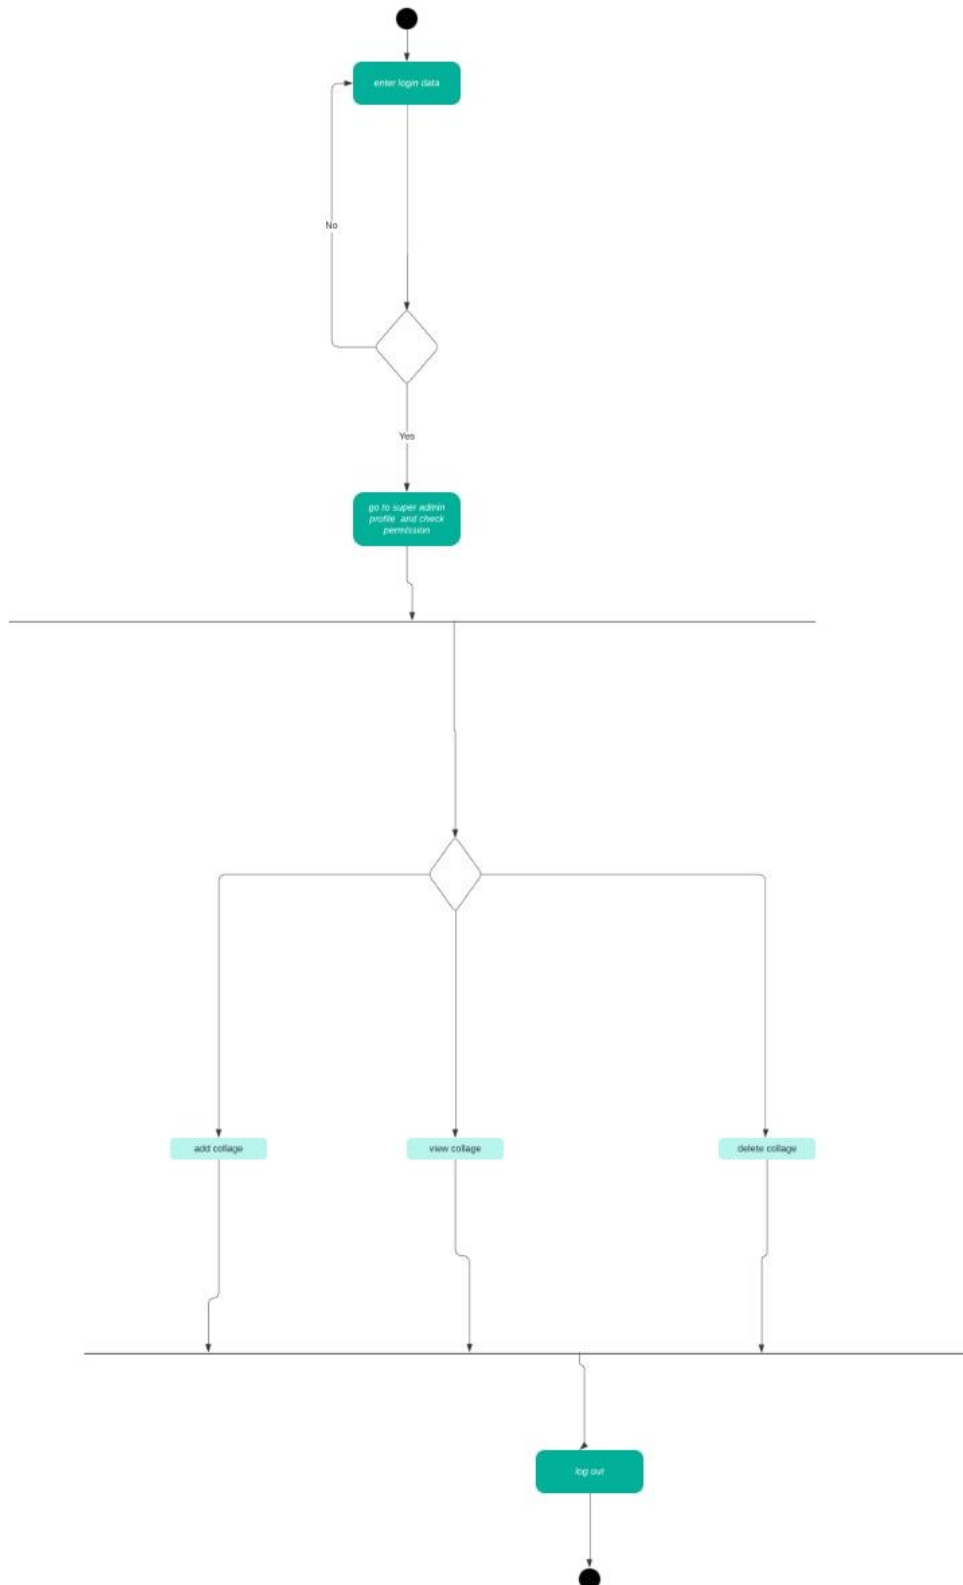 enter login data
No
Yes
go to super admin
profile and check
permission
add collage
view collage
delete collage
log out